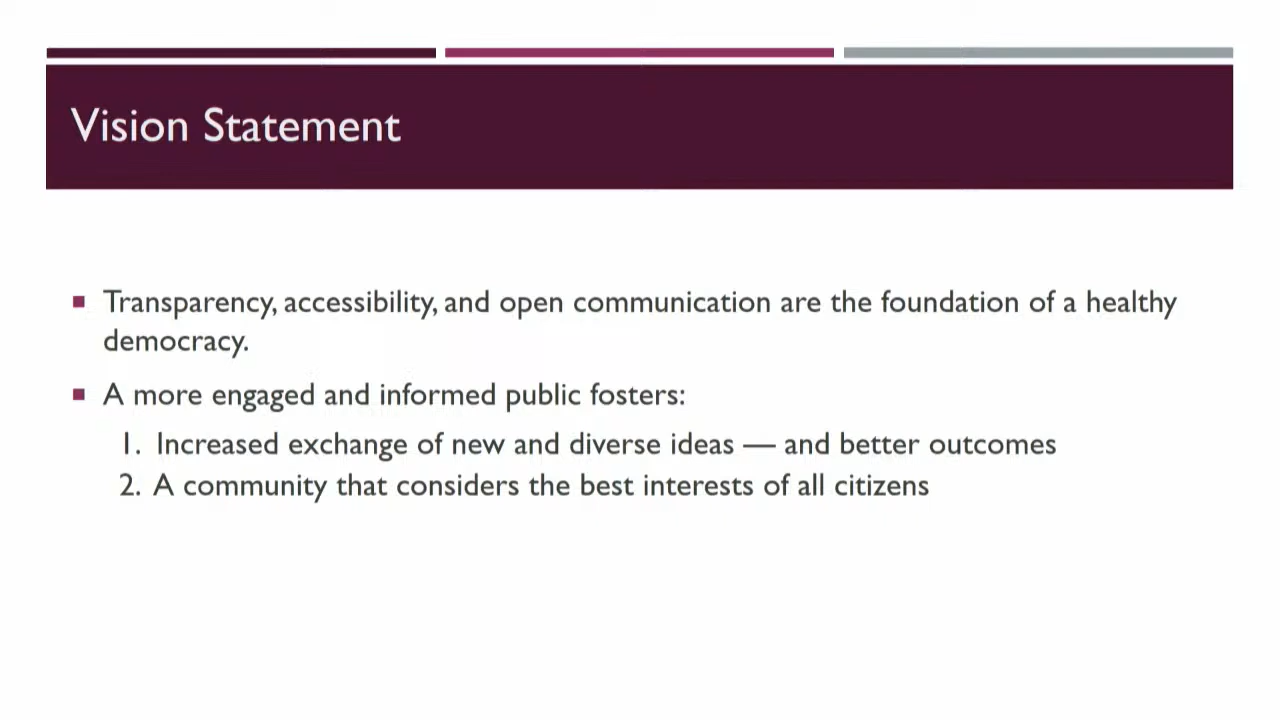 Vision Statement
■ Transparency, accessibility, and open communication are the foundation of a healthy
democracy.
■ A more engaged and informed public fosters:
1. Increased exchange of new and diverse ideas — and better outcomes
2. A community that considers the best interests of all citizens